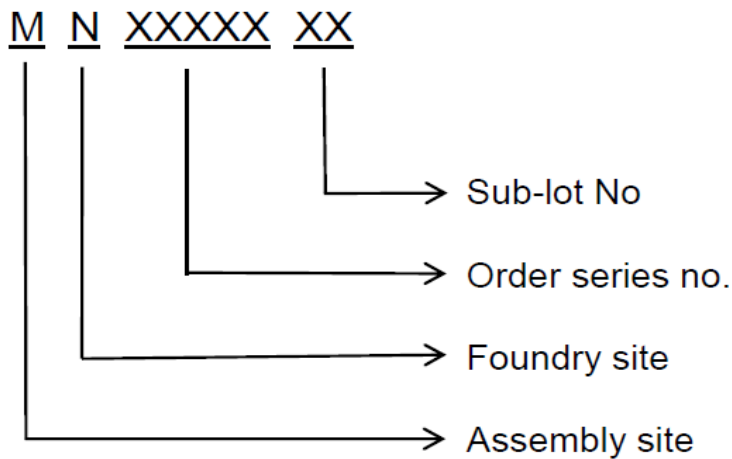 M N XXXXX XX
Sub-lot No
Order series no.
Foundry site
Assembly site